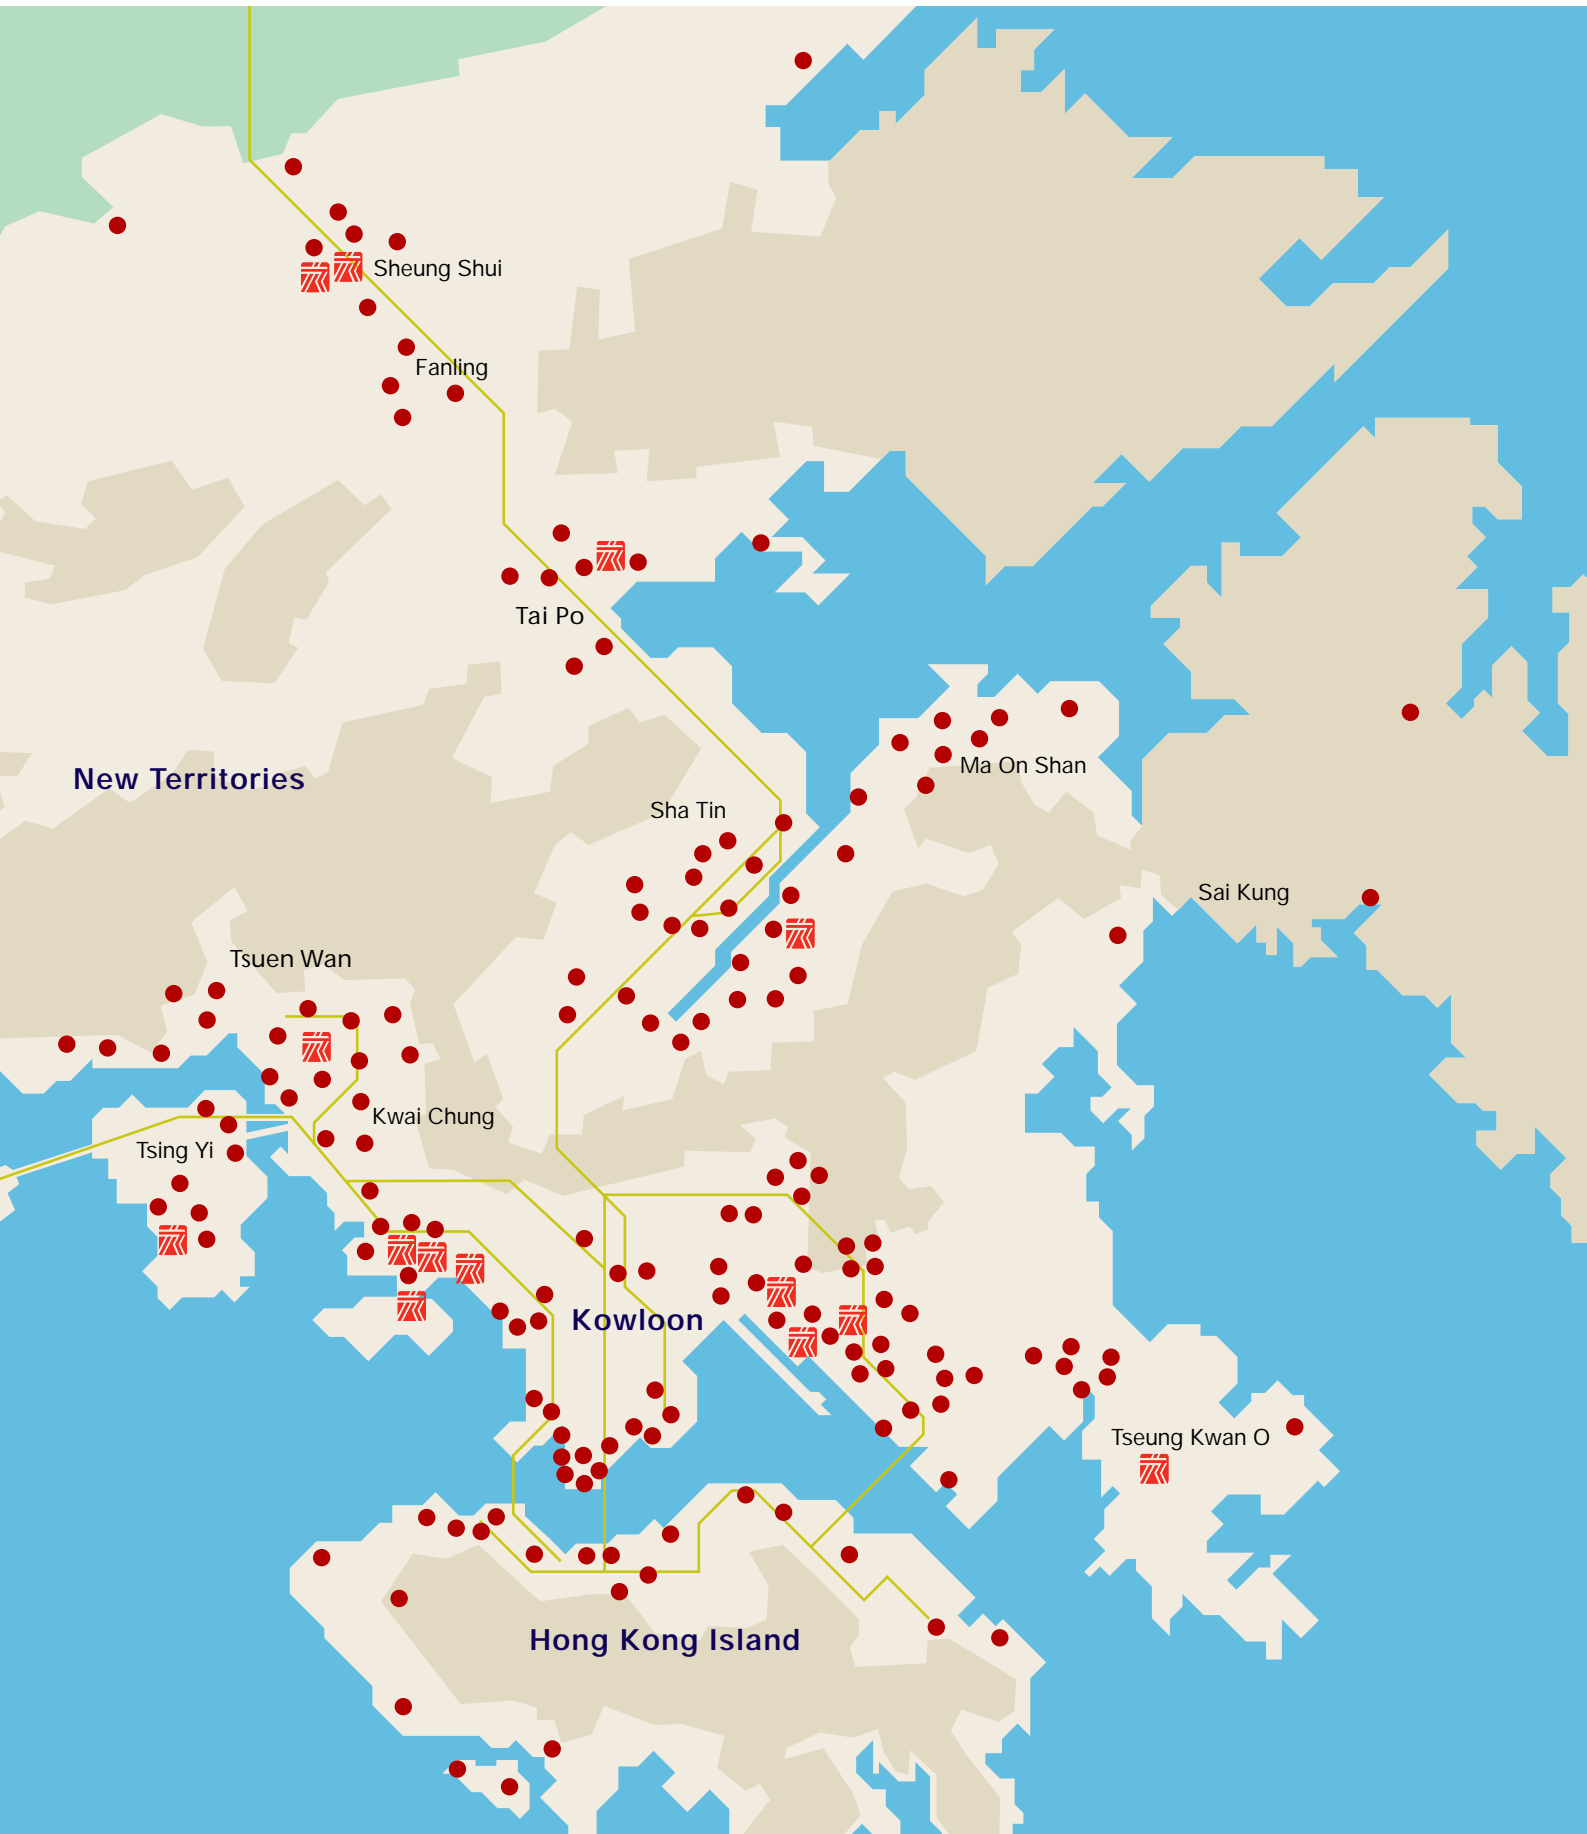 Sheung Shui
Fanling
Tai Po
New Territories
Ma On Shan
Sha Tin
Sai Kung
Tsuen Wan
Kwai Chung
Tsing Yi
Kowloon
Tseung Kwan O
Hong Kong Island